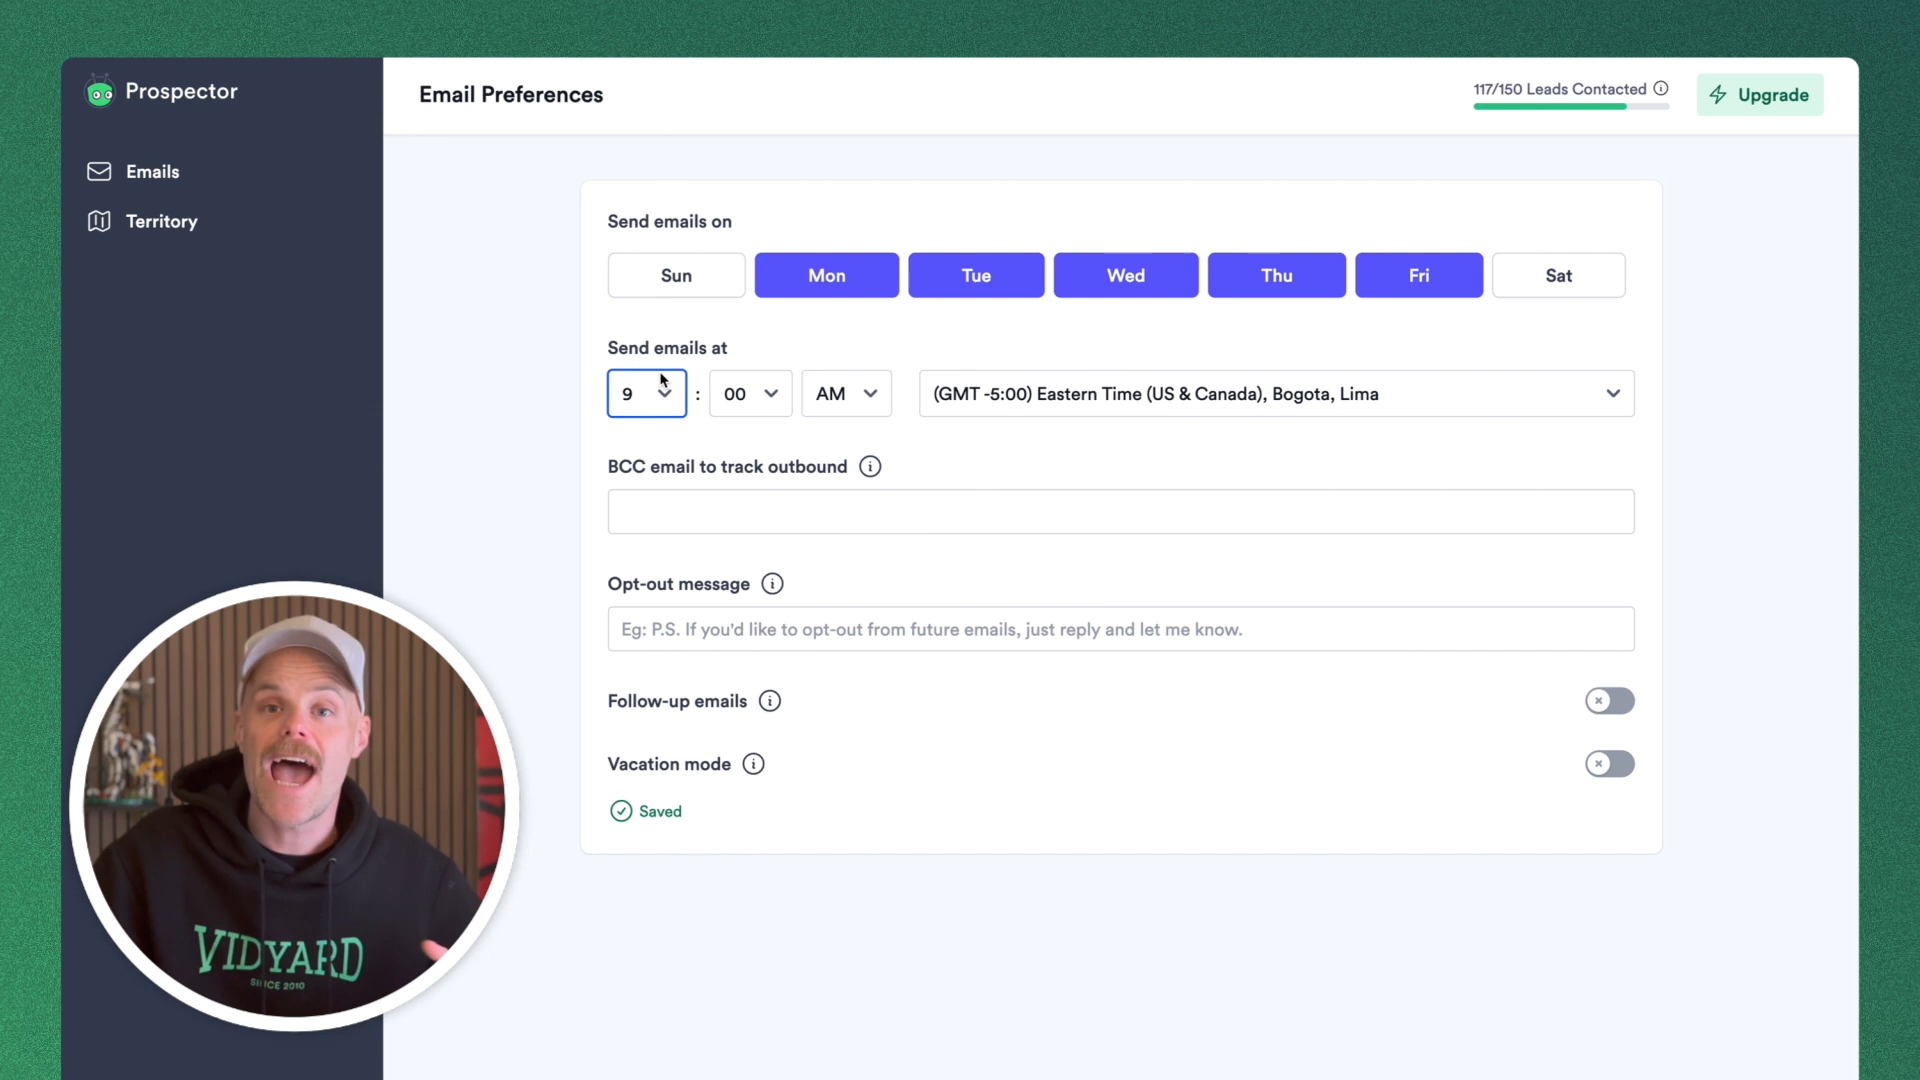 Prospector
Email Preferences
117/150 Leads Contacted
Upgrade
Emails
Territory
Send emails on
Sun Mon Tue Wed Thu Fri Sat
Send emails at
9 : 00 AM (GMT -5:00) Eastern Time (US & Canada), Bogota, Lima
BCC email to track outbound
Opt-out message
Eg: P.S. If you'd like to opt-out from future emails, just reply and let me know.
Follow-up emails
Vacation mode
Saved
VIDYARD
SINCE 2010